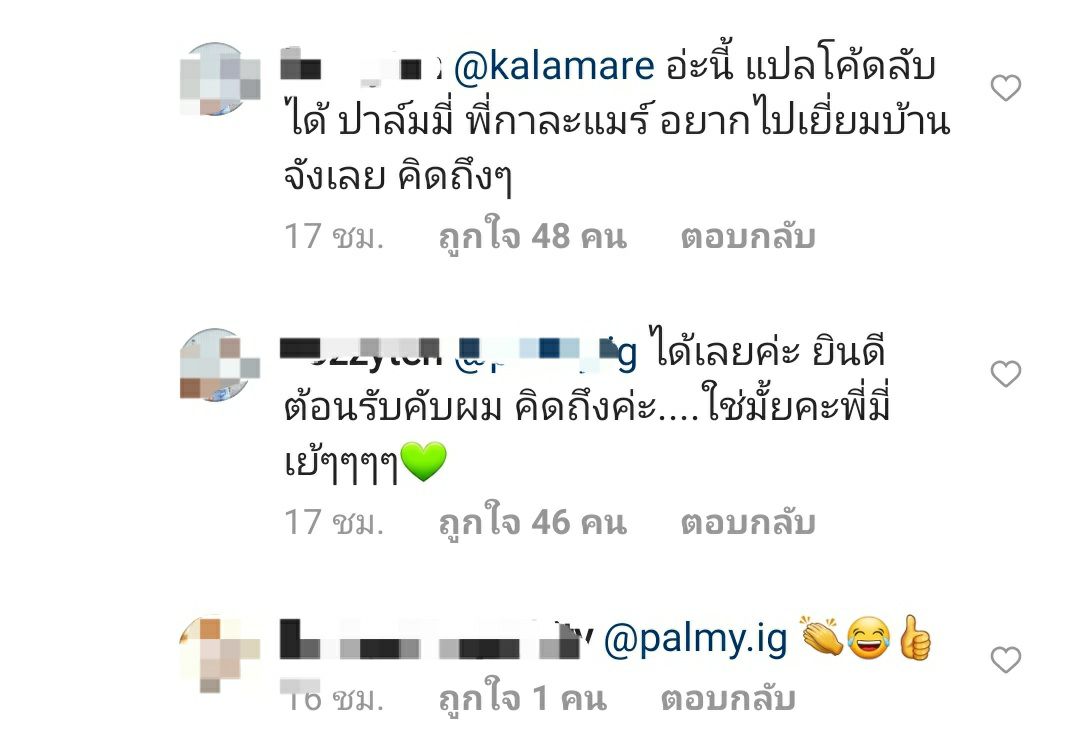 @kalamare อ่ะนี้ แปลโค้ดลับ
ได้ ปาล์มมี่ พี่กาละแมร์ อยากไปเยี่ยมบ้าน
จังเลย คิดถึงๆ
17 ชม. ถูกใจ 48 คน ตอบกลับ
ได้เลยค่ะ ยินดี
ต้อนรับคับผม คิดถึงค่ะ....ใช่มั้ยคะพี่มี่
เย้ๆๆๆๆ💚
17 ชม. ถูกใจ 46 คน ตอบกลับ
@palmy.ig 👏😂👍
16 ชม. ถูกใจ 1 คน ตอบกลับ